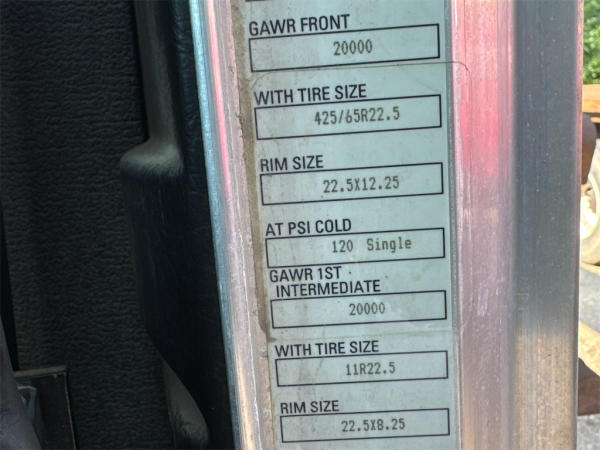 GAWR FRONT
20000
WITH TIRE SIZE
425/65R22.5
RIM SIZE
22.5X12.25
AT PSI COLD
120 Single
GAWR 1ST
INTERMEDIATE
20000
WITH TIRE SIZE
11R22.5
RIM SIZE
22.5X8.25